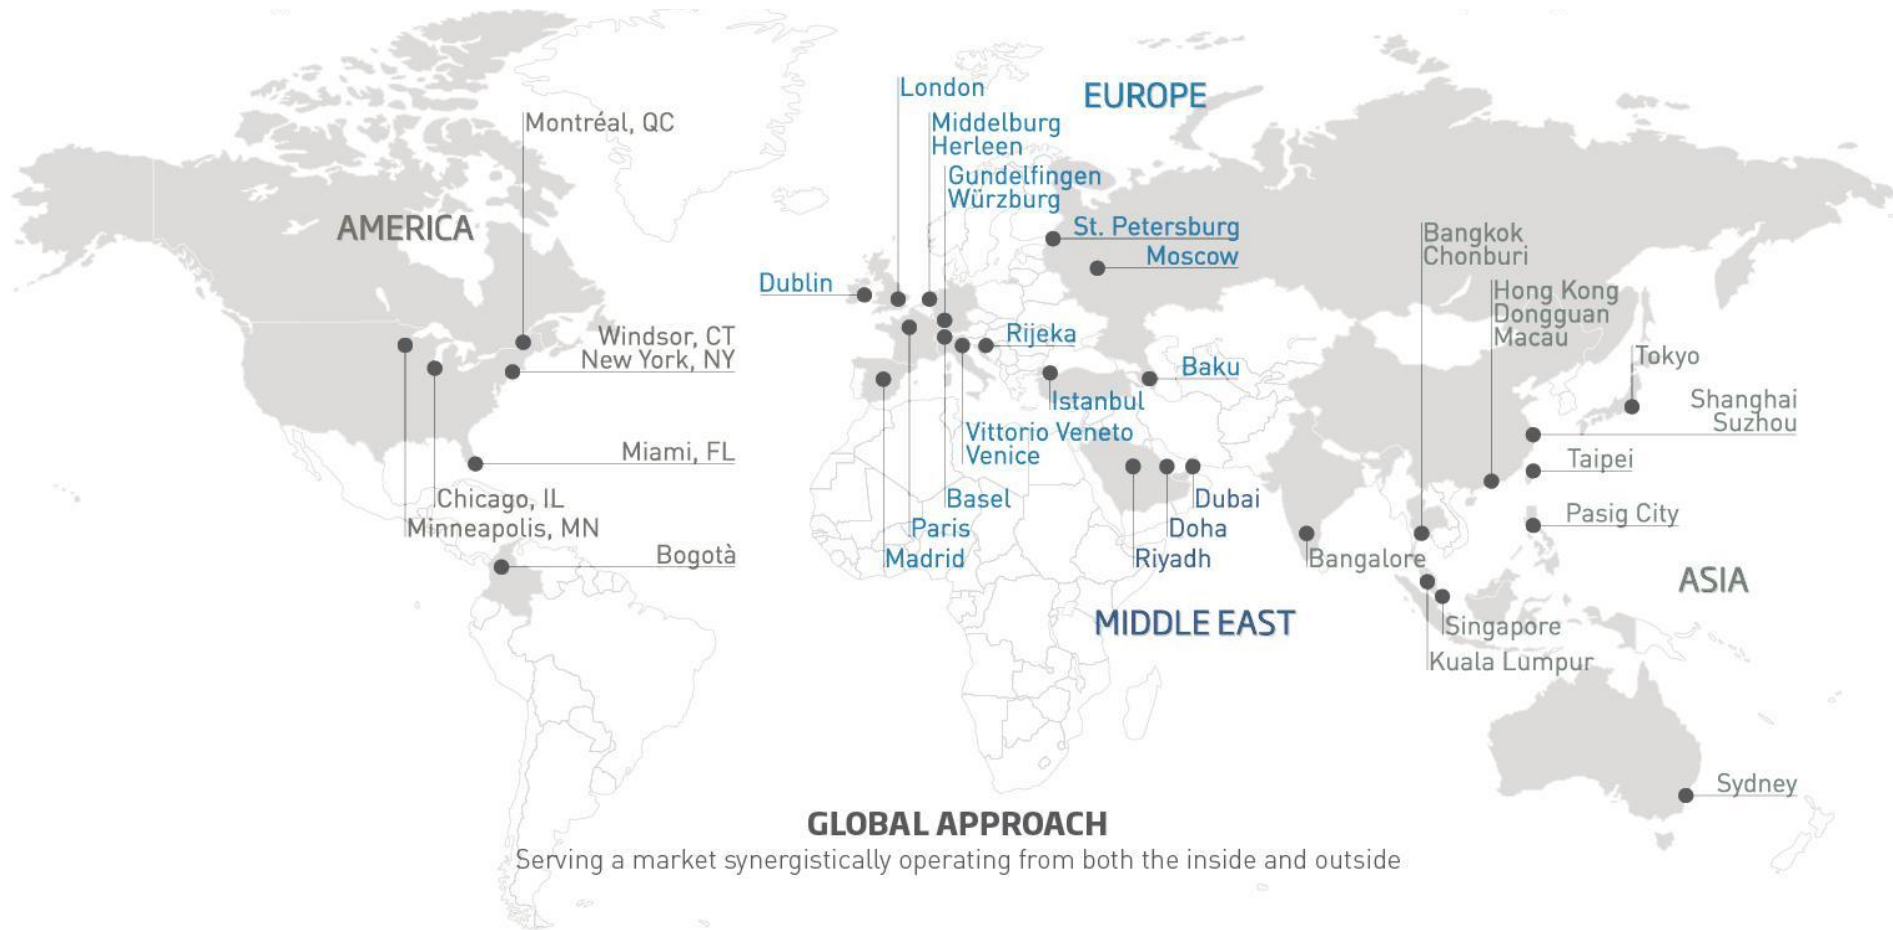 London
EUROPE
Montréal, QC
Middelburg
Herleen
Gundelfingen
Würzburg
AMERICA
St. Petersburg
Moscow
Bangkok
Chonburi
Dublin
Hong Kong
Dongguan
Macau
Windsor, CT
New York, NY
Rijeka
Tokyo
Baku
Istanbul
Shanghai
Suzhou
Vittorio Veneto
Venice
Miami, FL
Taipei
Chicago, IL
Minneapolis, MN
Basel
Paris
Madrid
Dubai
Doha
Riyadh
Pasig City
Bogotà
Bangalore
ASIA
MIDDLE EAST
Singapore
Kuala Lumpur
Sydney
GLOBAL APPROACH
Serving a market synergistically operating from both the inside and outside